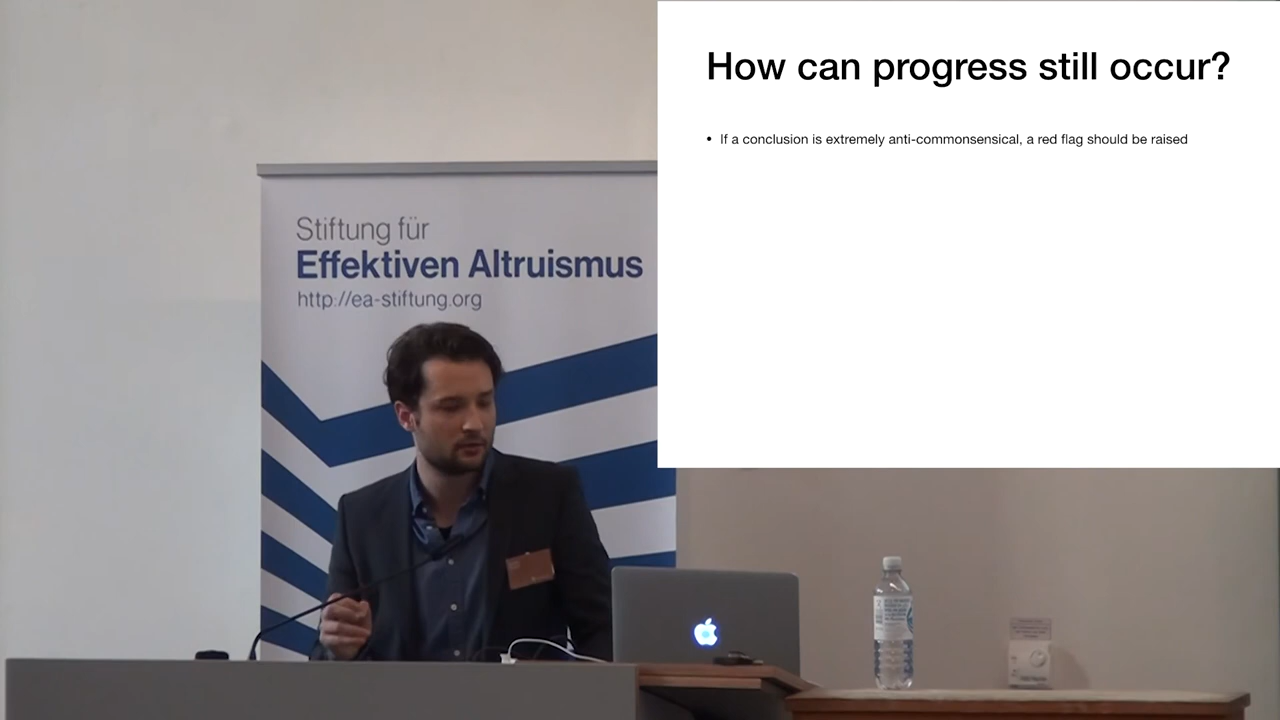 How can progress still occur?
• If a conclusion is extremely anti-commonsensical, a red flag should be raised
Stiftung für
Effektiven Altruismus
http://ea-stiftung.org